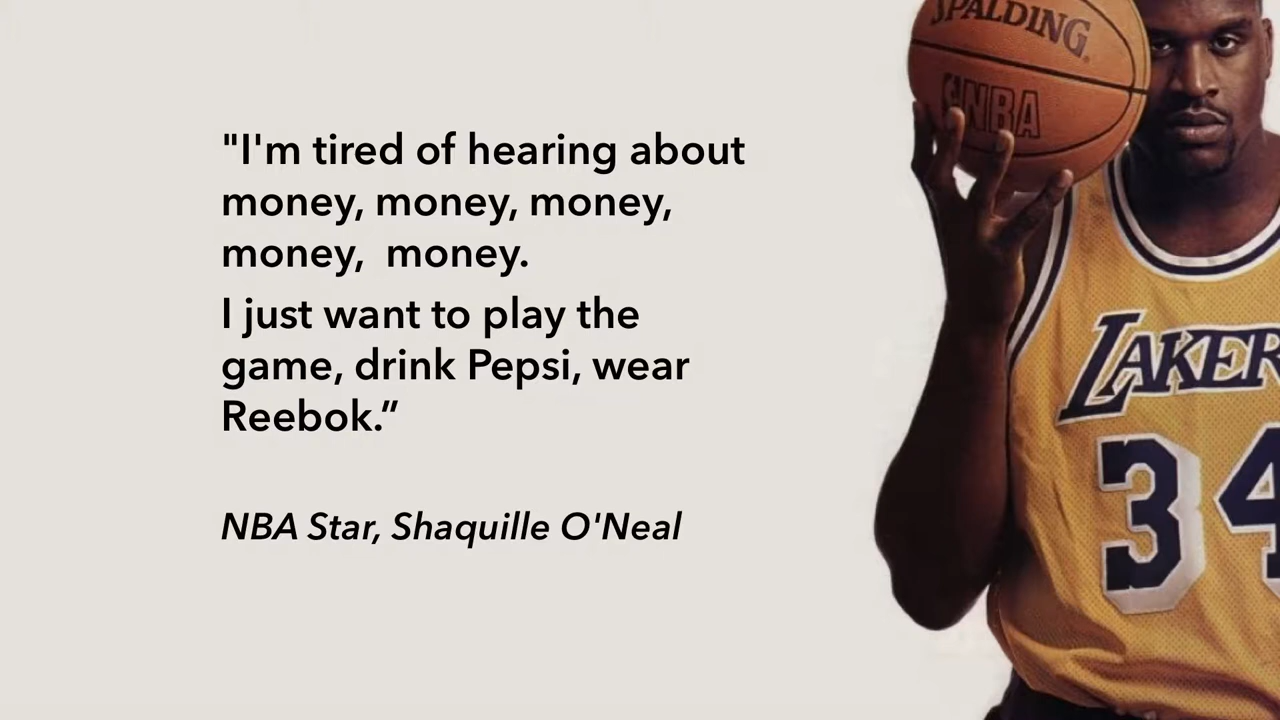 "I'm tired of hearing about
money, money, money,
money,  money.
I just want to play the
game, drink Pepsi, wear
Reebok.”
NBA Star, Shaquille O'Neal
SPALDING
NBA
LAKER
34